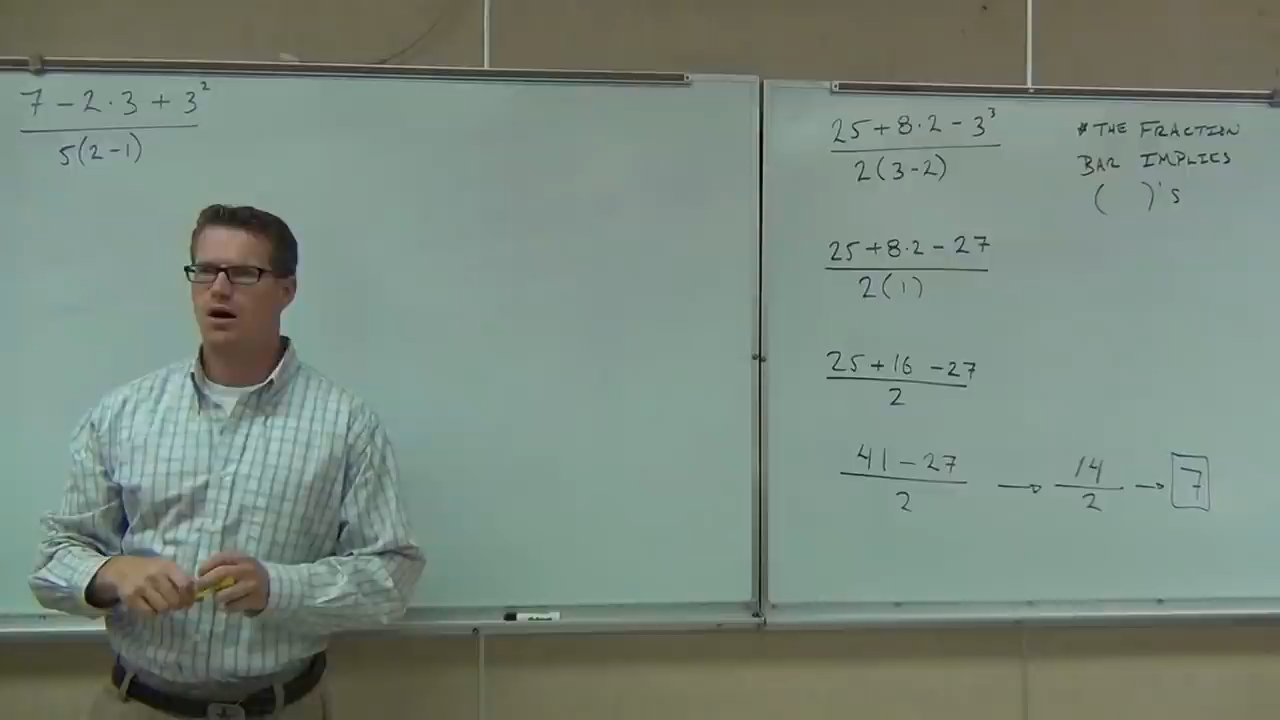 7 - 2 · 3 + 3²
5(2 - 1)
25 + 8 · 2 - 3³
2(3 - 2)
25 + 8 · 2 - 27
2(1)
25 + 16 - 27
2
41 - 27 → 14 → 7
2 2
* THE FRACTION
BAR IMPLIES
( )'s